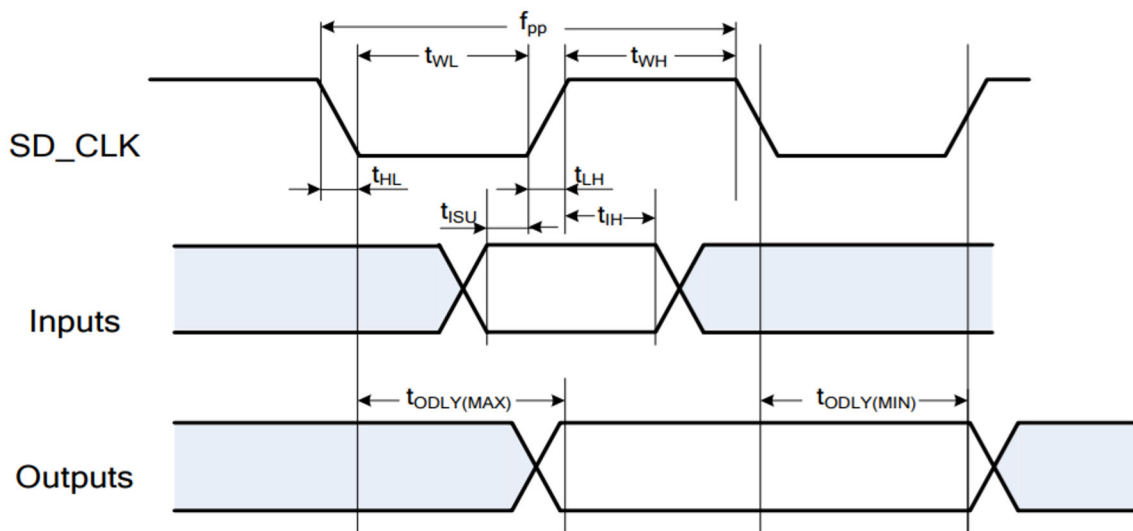 fpp
tWL
tWH
SD_CLK
tHL
tLH
tISU
tIH
Inputs
tODLY(MAX)
tODLY(MIN)
Outputs